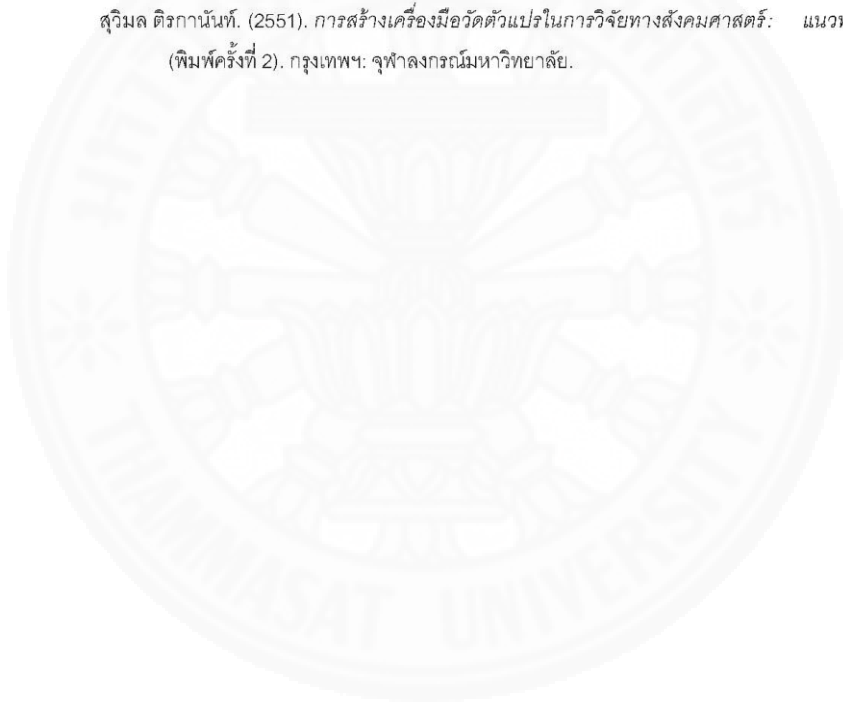 สุวิมล ติรกานันท์. (2551). การสร้างเครื่องมือวัดตัวแปรในการวิจัยทางสังคมศาสตร์:
(พิมพ์ครั้งที่ 2). กรุงเทพฯ: จุฬาลงกรณ์มหาวิทยาลัย.
THAMMASAT UNIVERSITY